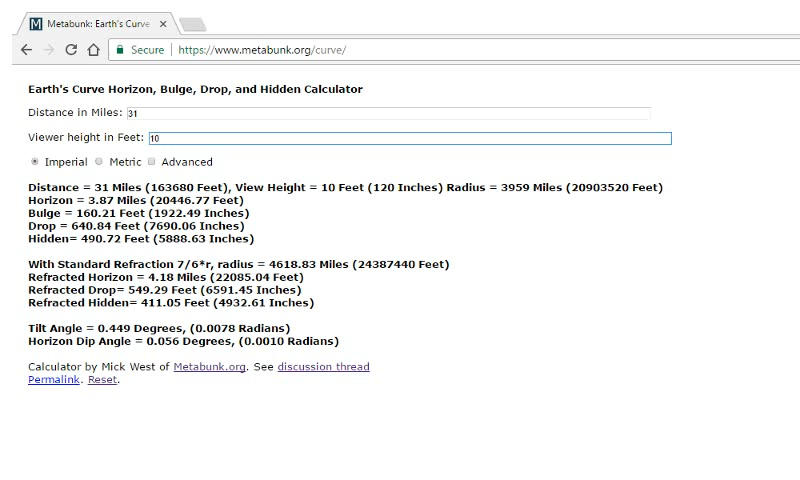 Metabunk: Earth's Curve
Secure https://www.metabunk.org/curve/
Earth's Curve Horizon, Bulge, Drop, and Hidden Calculator
Distance in Miles: 31
Viewer height in Feet: 10
Imperial Metric Advanced
Distance = 31 Miles (163680 Feet), View Height = 10 Feet (120 Inches) Radius = 3959 Miles (20903520 Feet)
Horizon = 3.87 Miles (20446.77 Feet)
Bulge = 160.21 Feet (1922.49 Inches)
Drop = 640.84 Feet (7690.06 Inches)
Hidden= 490.72 Feet (5888.63 Inches)
With Standard Refraction 7/6*r, radius = 4618.83 Miles (24387440 Feet)
Refracted Horizon = 4.18 Miles (22085.04 Feet)
Refracted Drop= 549.29 Feet (6591.45 Inches)
Refracted Hidden= 411.05 Feet (4932.61 Inches)
Tilt Angle = 0.449 Degrees, (0.0078 Radians)
Horizon Dip Angle = 0.056 Degrees, (0.0010 Radians)
Calculator by Mick West of Metabunk.org. See discussion thread
Permalink. Reset.